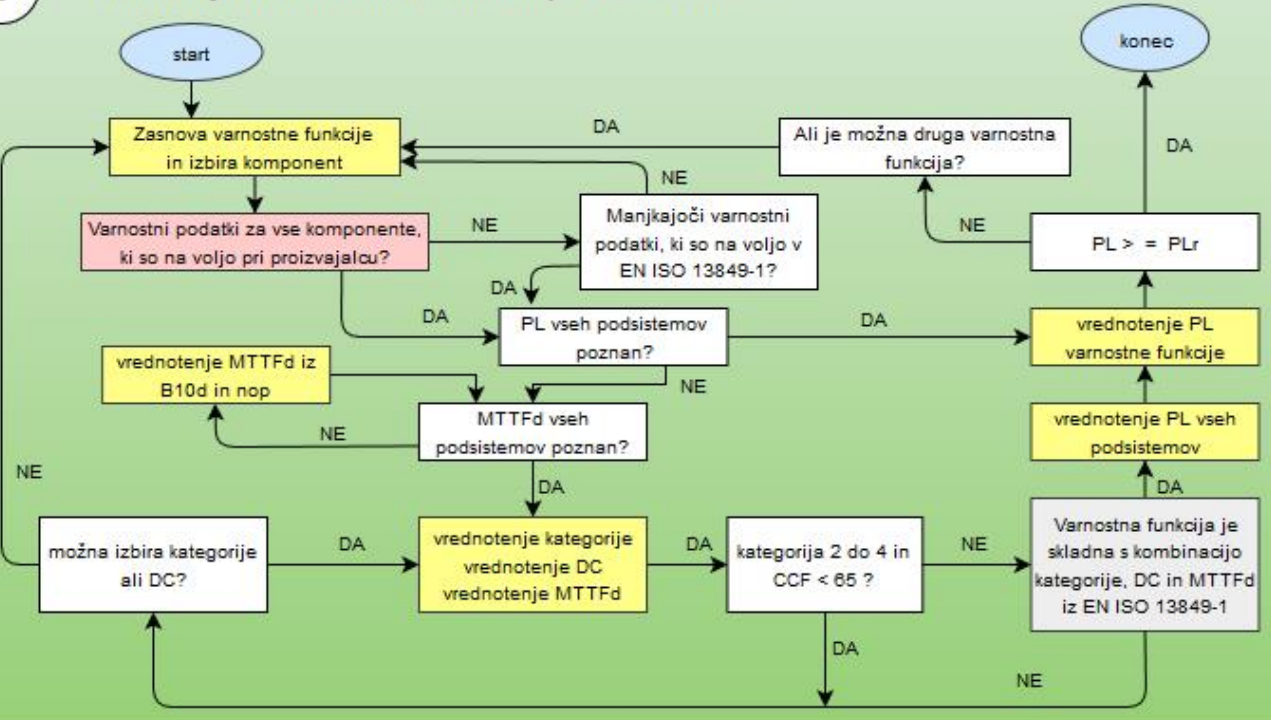 start
konec
Zasnova varnostne funkcije
in izbira komponent
DA
Ali je možna druga varnostna
funkcija?
DA
NE
Varnostni podatki za vse komponente,
ki so na voljo pri proizvajalcu?
NE
Manjkajoči varnostni
podatki, ki so na voljo v
EN ISO 13849-1?
NE
PL > = PLr
DA
DA
PL vseh podsistemov
poznan?
DA
vrednotenje PL
varnostne funkcije
vrednotenje MTTFd iz
B10d in nop
NE
MTTFd vseh
podsistemov poznan?
NE
vrednotenje PL vseh
podsistemov
NE
DA
DA
možna izbira kategorije
ali DC?
DA
vrednotenje kategorije
vrednotenje DC
vrednotenje MTTFd
DA
kategorija 2 do 4 in
CCF < 65 ?
NE
Varnostna funkcija je
skladna s kombinacijo
kategorije, DC in MTTFd
iz EN ISO 13849-1
DA
NE